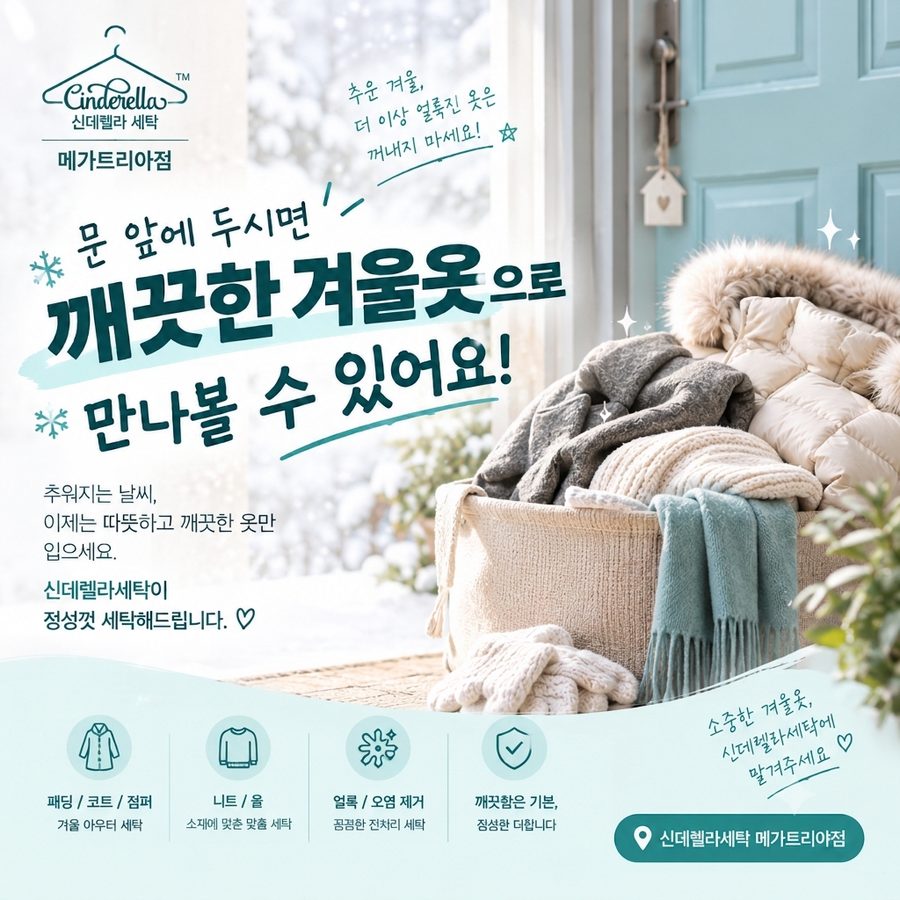 Cinderella TM
신데렐라 세탁
메가트리아점
추운 겨울,
더 이상 얼룩진 옷은
꺼내지 마세요!
문 앞에 두시면
깨끗한 겨울옷으로
만나볼 수 있어요!
추워지는 날씨,
이제는 따뜻하고 깨끗한 옷만
입으세요.
신데렐라세탁이
정성껏 세탁해드립니다.
패딩 / 코트 / 점퍼
겨울 아우터 세탁
니트 / 울
소재에 맞춘 맞춤 세탁
얼룩 / 오염 제거
꼼꼼한 전처리 세탁
깨끗함은 기본,
정성은 더합니다
소중한 겨울옷,
신데렐라세탁에
맡겨주세요
신데렐라세탁 메가트리아점